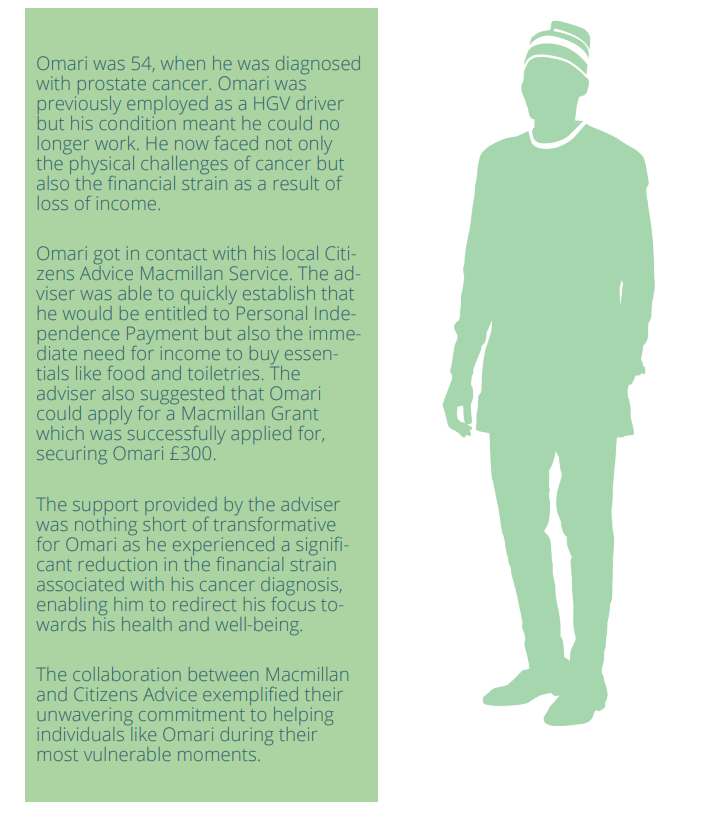 Omari was 54, when he was diagnosed
with prostate cancer. Omari was
previously employed as a HGV driver
but his condition meant he could no
longer work. He now faced not only
the physical challenges of cancer but
also the financial strain as a result of
loss of income.
Omari got in contact with his local Citi-
zens Advice Macmillan Service. The ad-
viser was able to quickly establish that
he would be entitled to Personal Inde-
pendence Payment but also the imme-
diate need for income to buy essen-
tials like food and toiletries. The
adviser also suggested that Omari
could apply for a Macmillan Grant
which was successfully applied for,
securing Omari £300.
The support provided by the adviser
was nothing short of transformative
for Omari as he experienced a signifi-
cant reduction in the financial strain
associated with his cancer diagnosis,
enabling him to redirect his focus to-
wards his health and well-being.
The collaboration between Macmillan
and Citizens Advice exemplified their
unwavering commitment to helping
individuals like Omari during their
most vulnerable moments.